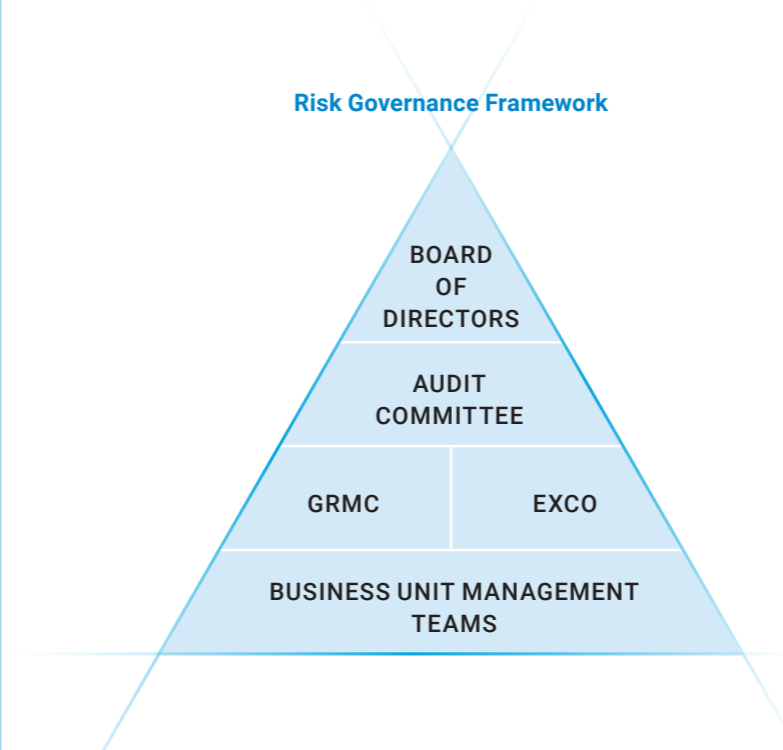 Risk Governance Framework
BOARD
OF
DIRECTORS
AUDIT
COMMITTEE
GRMC
EXCO
BUSINESS UNIT MANAGEMENT
TEAMS